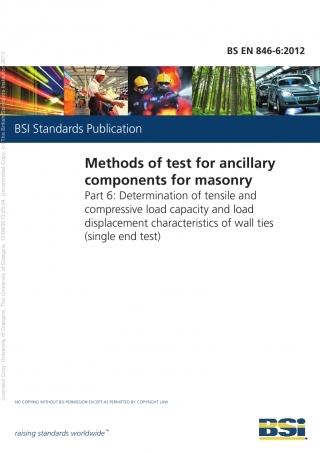 BS EN 846-6:2012
BSI Standards Publication
Methods of test for ancillary
components for masonry
Part 6: Determination of tensile and
compressive load capacity and load
displacement characteristics of wall ties
(single end test)
NO COPYING WITHOUT BSI PERMISSION EXCEPT AS PERMITTED BY COPYRIGHT LAW
raising standards worldwide™
BSi